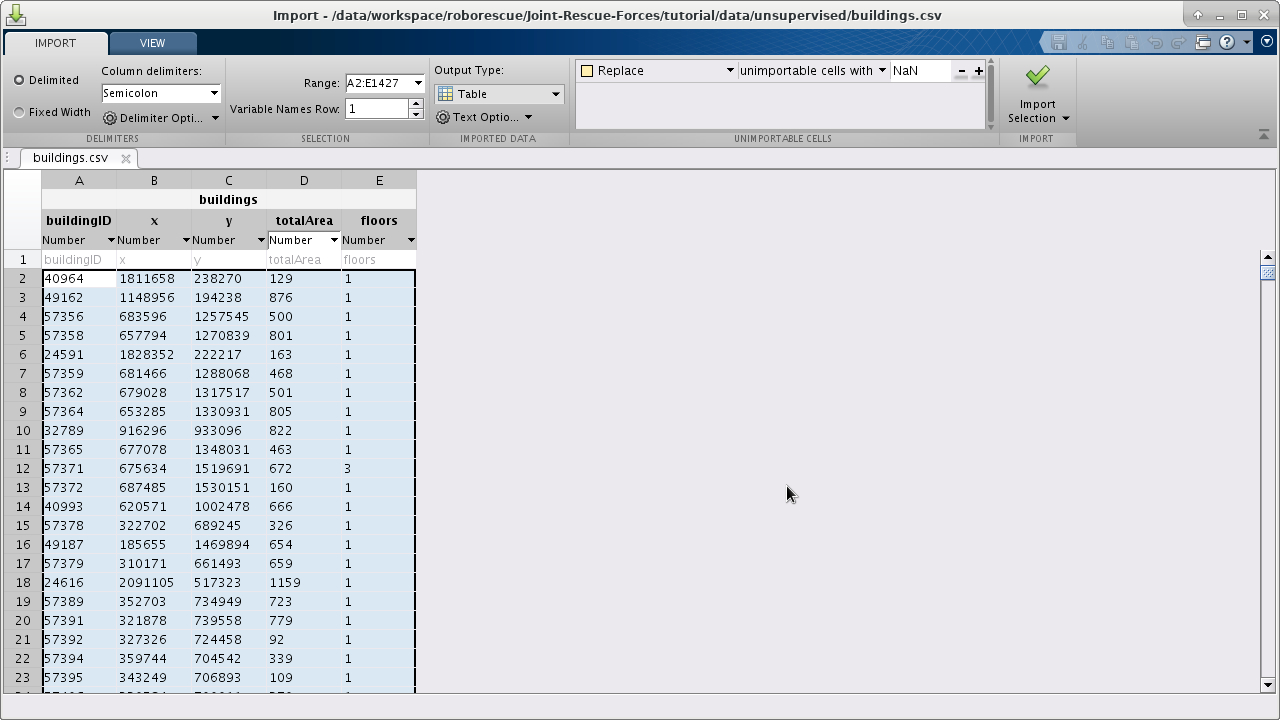 Import - /data/workspace/roborescue/Joint-Rescue-Forces/tutorial/data/unsupervised/buildings.csv
IMPORT VIEW
Delimited
Fixed Width
Column delimiters:
Semicolon
Delimiter Opti...
DELIMITERS
Range: A2:E1427
Variable Names Row: 1
SELECTION
Output Type:
Table
Text Optio...
IMPORTED DATA
Replace unimportable cells with NaN
UNIMPORTABLE CELLS
Import
Selection
IMPORT
buildings.csv
A B C D E
buildings
buildingID x y totalArea floors
Number Number Number Number Number
1 buildingID x y totalArea floors
2 40964 1811658 238270 129 1
3 49162 1148956 194238 876 1
4 57356 683596 1257545 500 1
5 57358 657794 1270839 801 1
6 24591 1828352 222217 163 1
7 57359 681466 1288068 468 1
8 57362 679028 1317517 501 1
9 57364 653285 1330931 805 1
10 32789 916296 933096 822 1
11 57365 677078 1348031 463 1
12 57371 675634 1519691 672 3
13 57372 687485 1530151 160 1
14 40993 620571 1002478 666 1
15 57378 322702 689245 326 1
16 49187 185655 1469894 654 1
17 57379 310171 661493 659 1
18 24616 2091105 517323 1159 1
19 57389 352703 734949 723 1
20 57391 321878 739558 779 1
21 57392 327326 724458 92 1
22 57394 359744 704542 339 1
23 57395 343249 706893 109 1